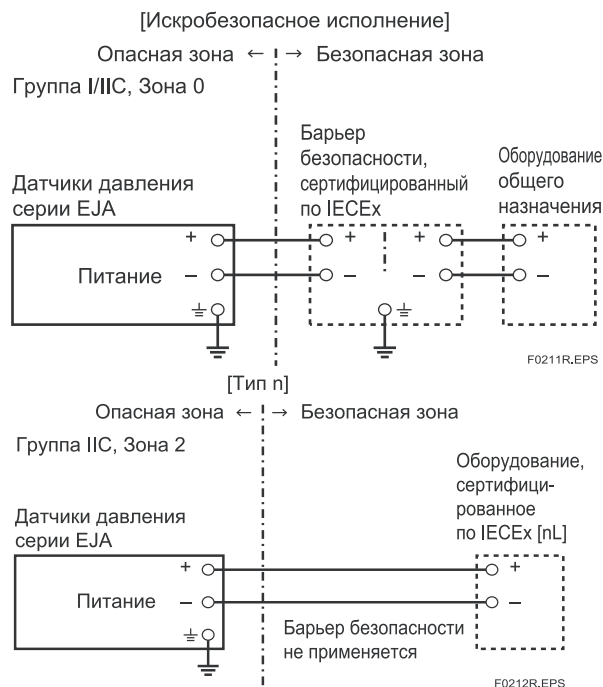 [Искробезопасное исполнение]
Опасная зона ← → Безопасная зона
Группа I/IIC, Зона 0
Барьер
безопасности,
сертифицированный
по IECEx
Оборудование
общего
назначения
Датчики давления
серии EJA
Питание
+
–
+
–
+
–
+
–
F0211R.EPS
[Тип n]
Опасная зона ← → Безопасная зона
Группа IIC, Зона 2
Оборудование,
сертифици-
рованное
по IECEx [nL]
Датчики давления
серии EJA
Питание
+
–
+
–
Барьер безопасности
не применяется
F0212R.EPS